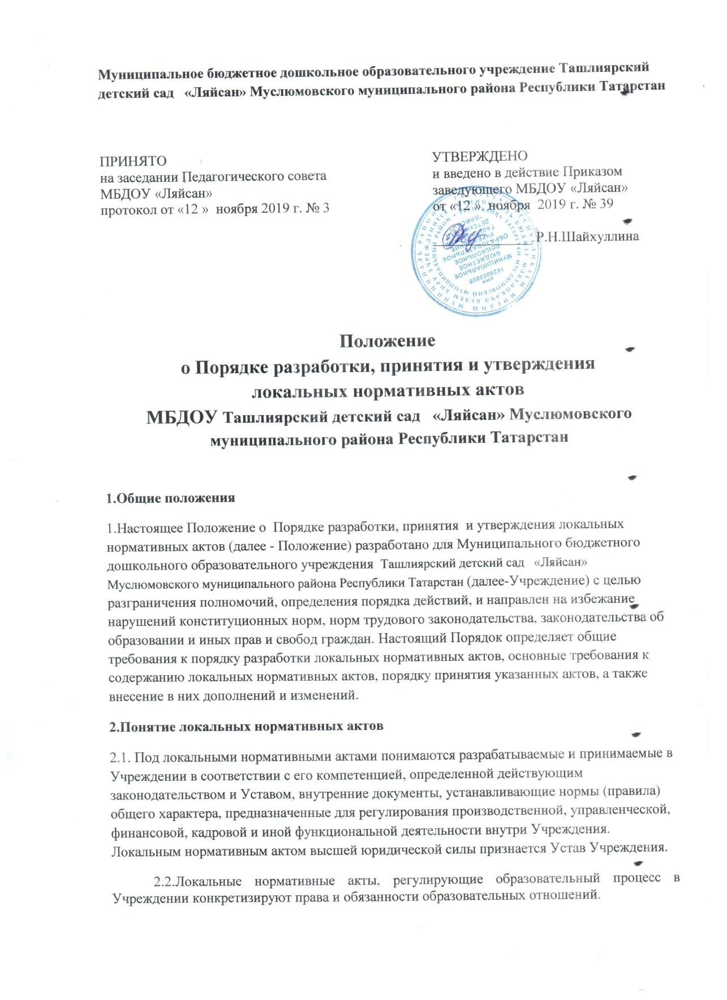 Муниципальное бюджетное дошкольное образовательного учреждение Ташлиярский
детский сад «Ляйсан» Муслюмовского муниципального района Республики Татарстан
ПРИНЯТО
на заседании Педагогического совета
МБДОУ «Ляйсан»
протокол от «12 » ноября 2019 г. № 3
УТВЕРЖДЕНО
и введено в действие Приказом
заведующего МБДОУ «Ляйсан»
от «12 » ноября 2019 г. № 39
Р.Н.Шайхуллина
ИНН
1629002808
МУНИЦИПАЛЬНОЕ
БЮДЖЕТНОЕ
ДОШКОЛЬНОЕ
ОБРАЗОВАТЕЛЬНОЕ
УЧРЕЖДЕНИЕ
Положение
о Порядке разработки, принятия и утверждения
локальных нормативных актов
МБДОУ Ташлиярский детский сад «Ляйсан» Муслюмовского
муниципального района Республики Татарстан
1.Общие положения
1.Настоящее Положение о Порядке разработки, принятия и утверждения локальных
нормативных актов (далее - Положение) разработано для Муниципального бюджетного
дошкольного образовательного учреждения Ташлиярский детский сад «Ляйсан»
Муслюмовского муниципального района Республики Татарстан (далее-Учреждение) с целью
разграничения полномочий, определения порядка действий, и направлен на избежание
нарушений конституционных норм, норм трудового законодательства, законодательства об
образовании и иных прав и свобод граждан. Настоящий Порядок определяет общие
требования к порядку разработки локальных нормативных актов, основные требования к
содержанию локальных нормативных актов, порядку принятия указанных актов, а также
внесение в них дополнений и изменений.
2.Понятие локальных нормативных актов
2.1. Под локальными нормативными актами понимаются разрабатываемые и принимаемые в
Учреждении в соответствии с его компетенцией, определенной действующим
законодательством и Уставом, внутренние документы, устанавливающие нормы (правила)
общего характера, предназначенные для регулирования производственной, управленческой,
финансовой, кадровой и иной функциональной деятельности внутри Учреждения.
Локальным нормативным актом высшей юридической силы признается Устав Учреждения.
2.2.Локальные нормативные акты, регулирующие образовательный процесс в
Учреждении конкретизируют права и обязанности образовательных отношений.